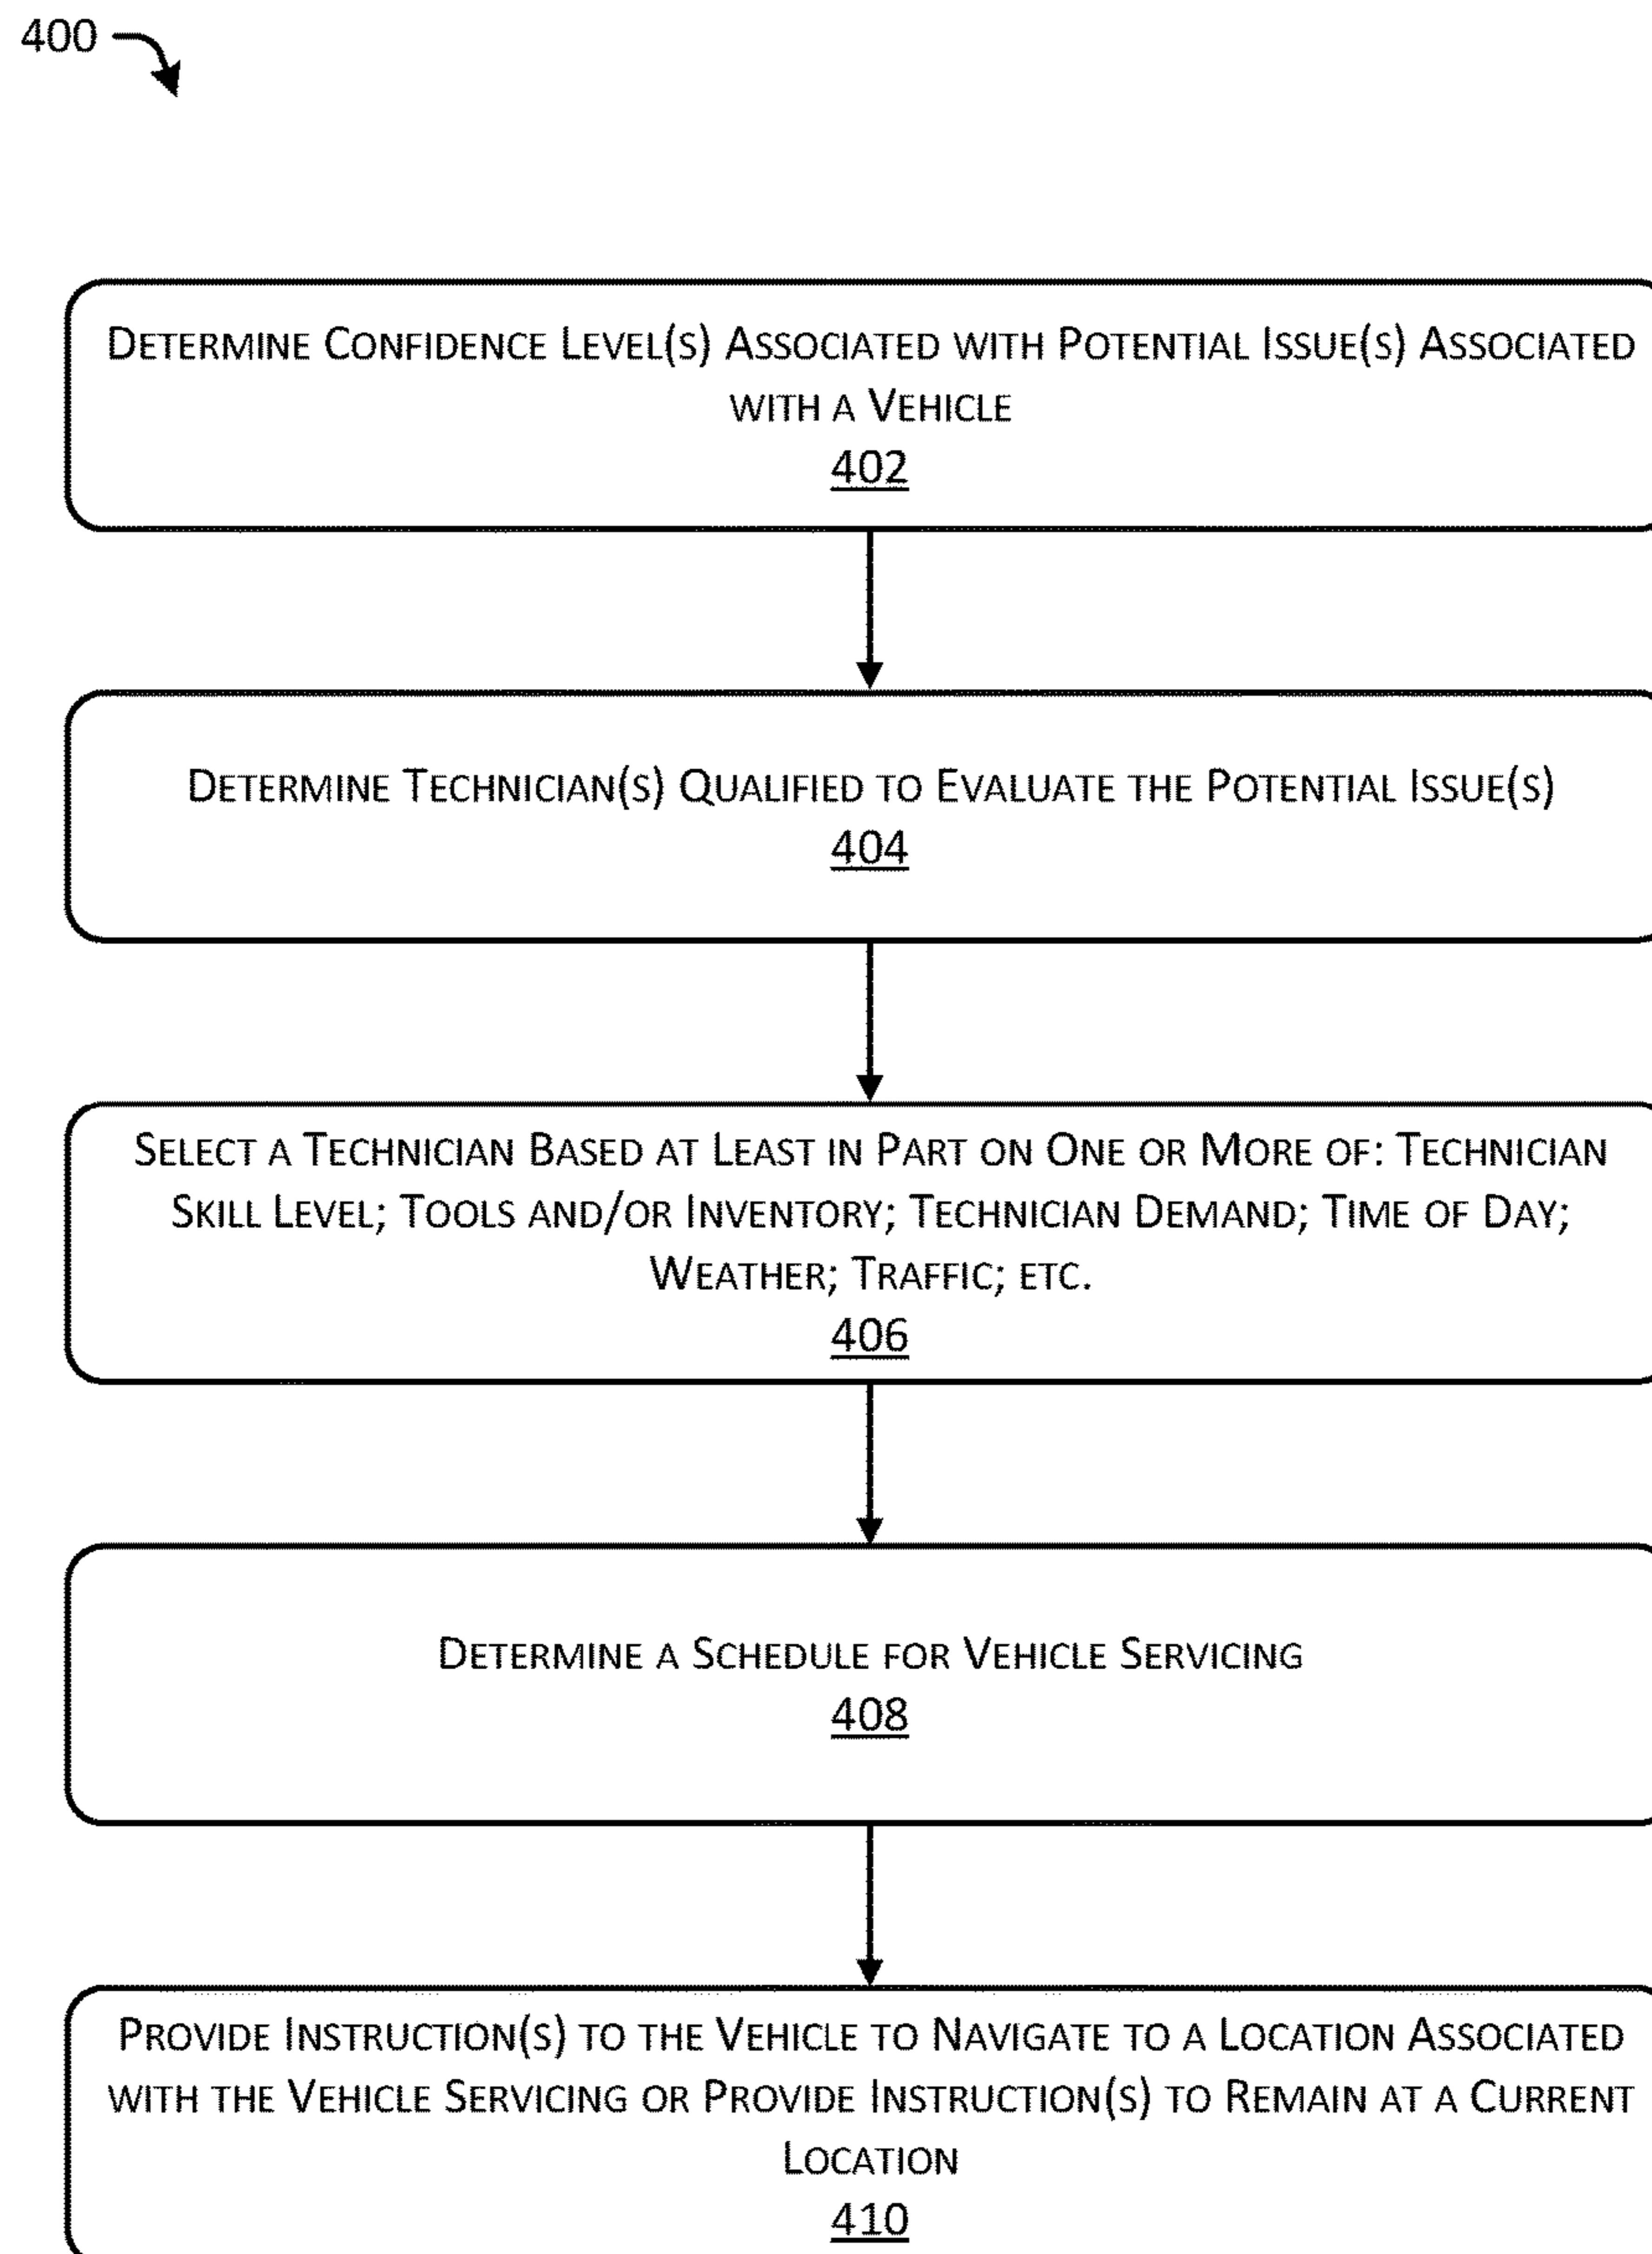 400
Determine Confidence Level(s) Associated with Potential Issue(s) Associated
with a Vehicle
402
Determine Technician(s) Qualified to Evaluate the Potential Issue(s)
404
Select a Technician Based at Least in Part on One or More of: Technician
Skill Level; Tools and/or Inventory; Technician Demand; Time of Day;
Weather; Traffic; etc.
406
Determine a Schedule for Vehicle Servicing
408
Provide Instruction(s) to the Vehicle to Navigate to a Location Associated
with the Vehicle Servicing or Provide Instruction(s) to Remain at a Current
Location
410